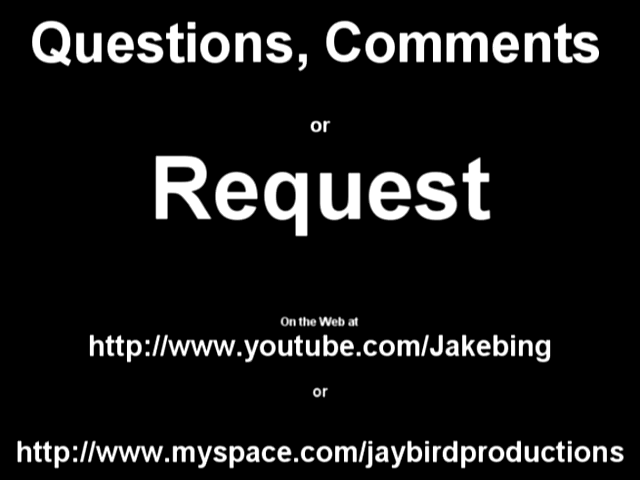 Questions, Comments
or
Request
On the Web at
http://www.youtube.com/Jakebing
or
http://www.myspace.com/jaybirdproductions